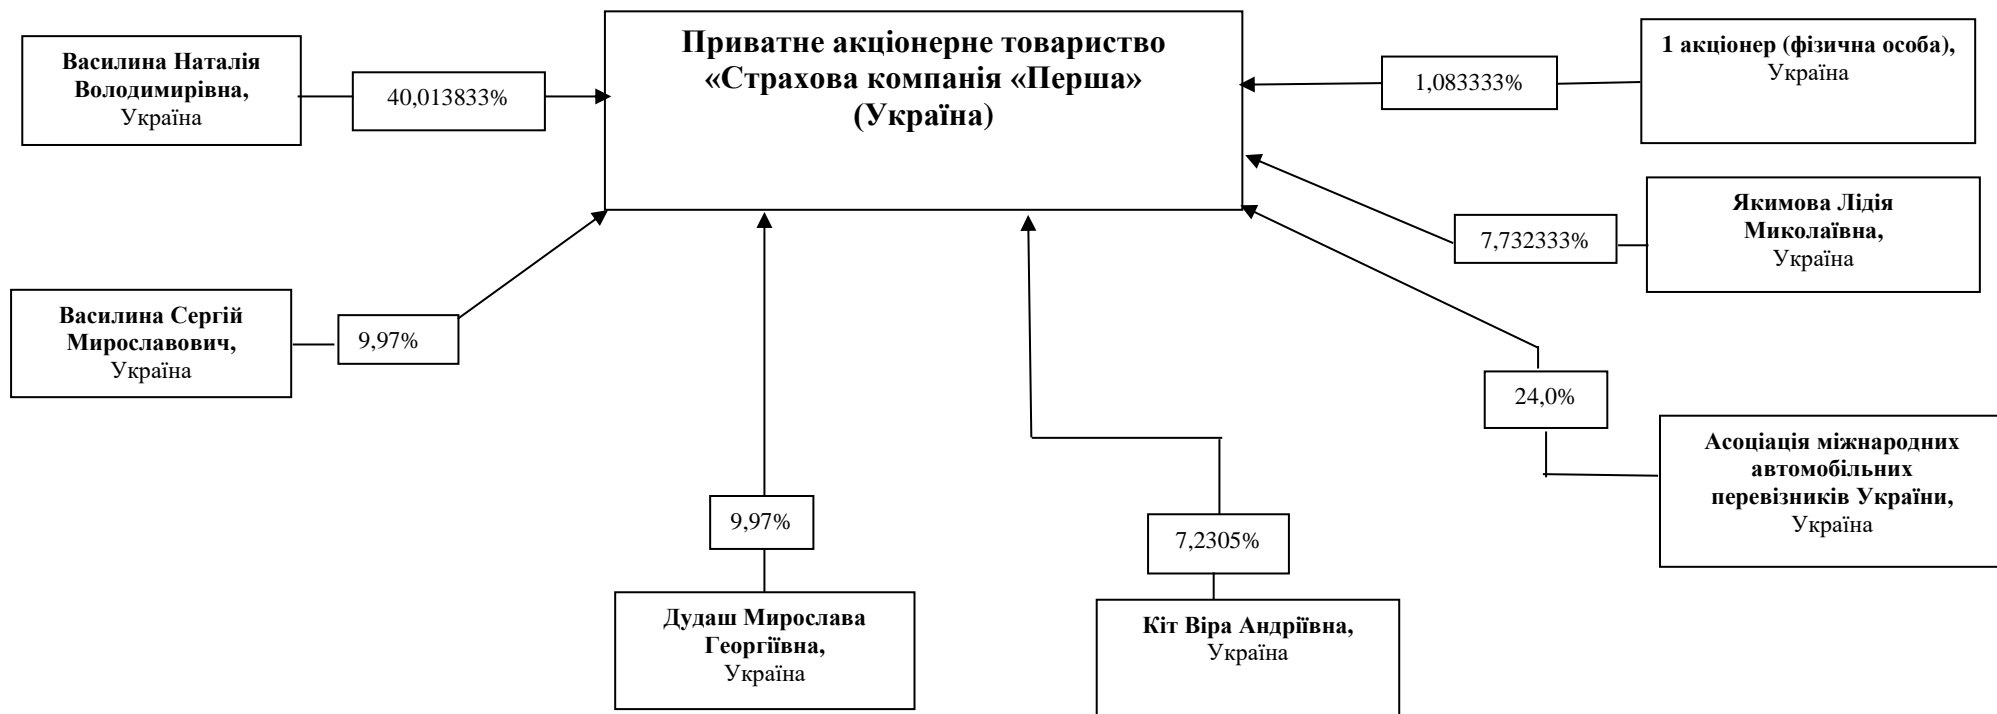 Василина Наталія
Володимирівна,
Україна
40,013833%
Приватне акціонерне товариство
«Страхова компанія «Перша»
(Україна)
1,083333%
1 акціонер (фізична особа),
Україна
7,732333%
Якимова Лідія
Миколаївна,
Україна
Василина Сергій
Мирославович,
Україна
9,97%
24,0%
Асоціація міжнародних
автомобільних
перевізників України,
Україна
9,97%
Дудаш Мирослава
Георгіївна,
Україна
7,2305%
Кіт Віра Андріївна,
Україна